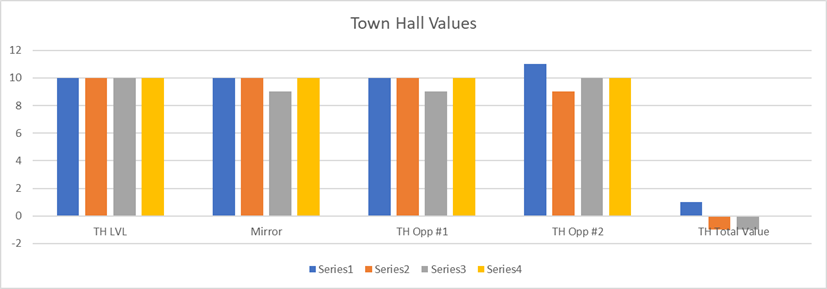 Town Hall Values
12
10
8
6
4
2
0
-2
TH LVL Mirror TH Opp #1 TH Opp #2 TH Total Value
Series1 Series2 Series3 Series4